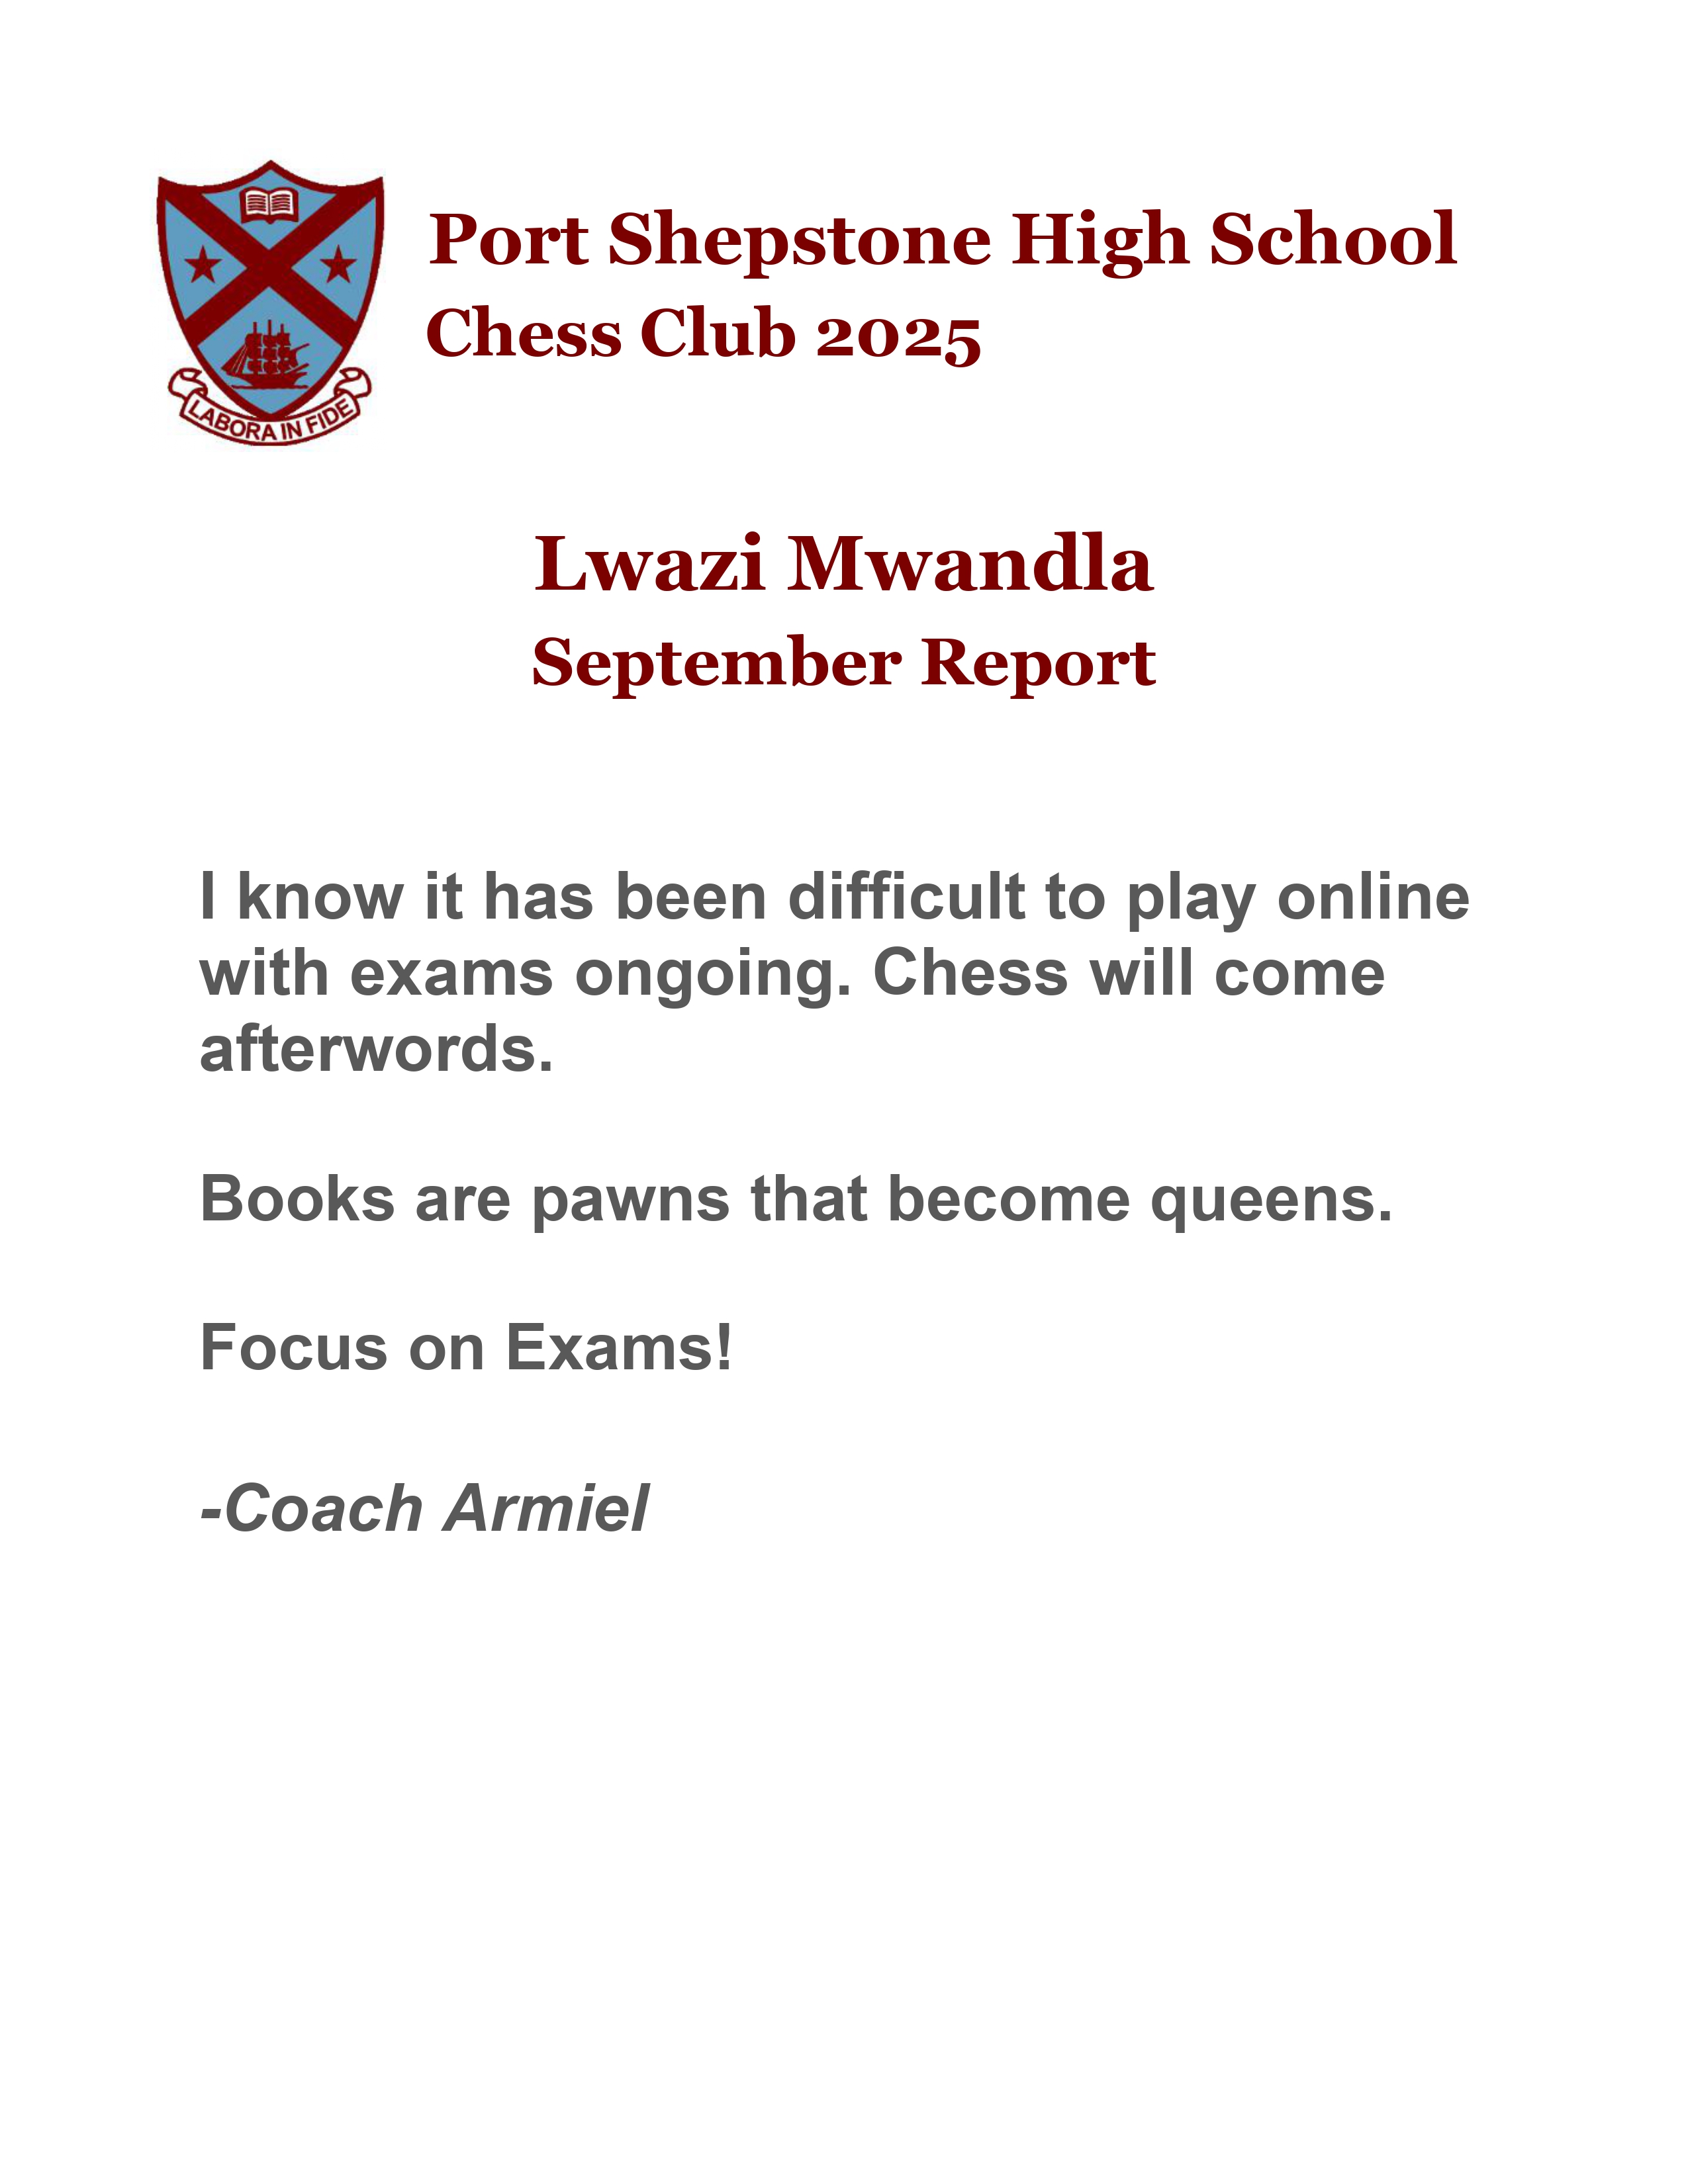 Port Shepstone High School
Chess Club 2025
LABORA IN FIDE
Lwazi Mwandla
September Report
I know it has been difficult to play online
with exams ongoing. Chess will come
afterwords.
Books are pawns that become queens.
Focus on Exams!
-Coach Armiel